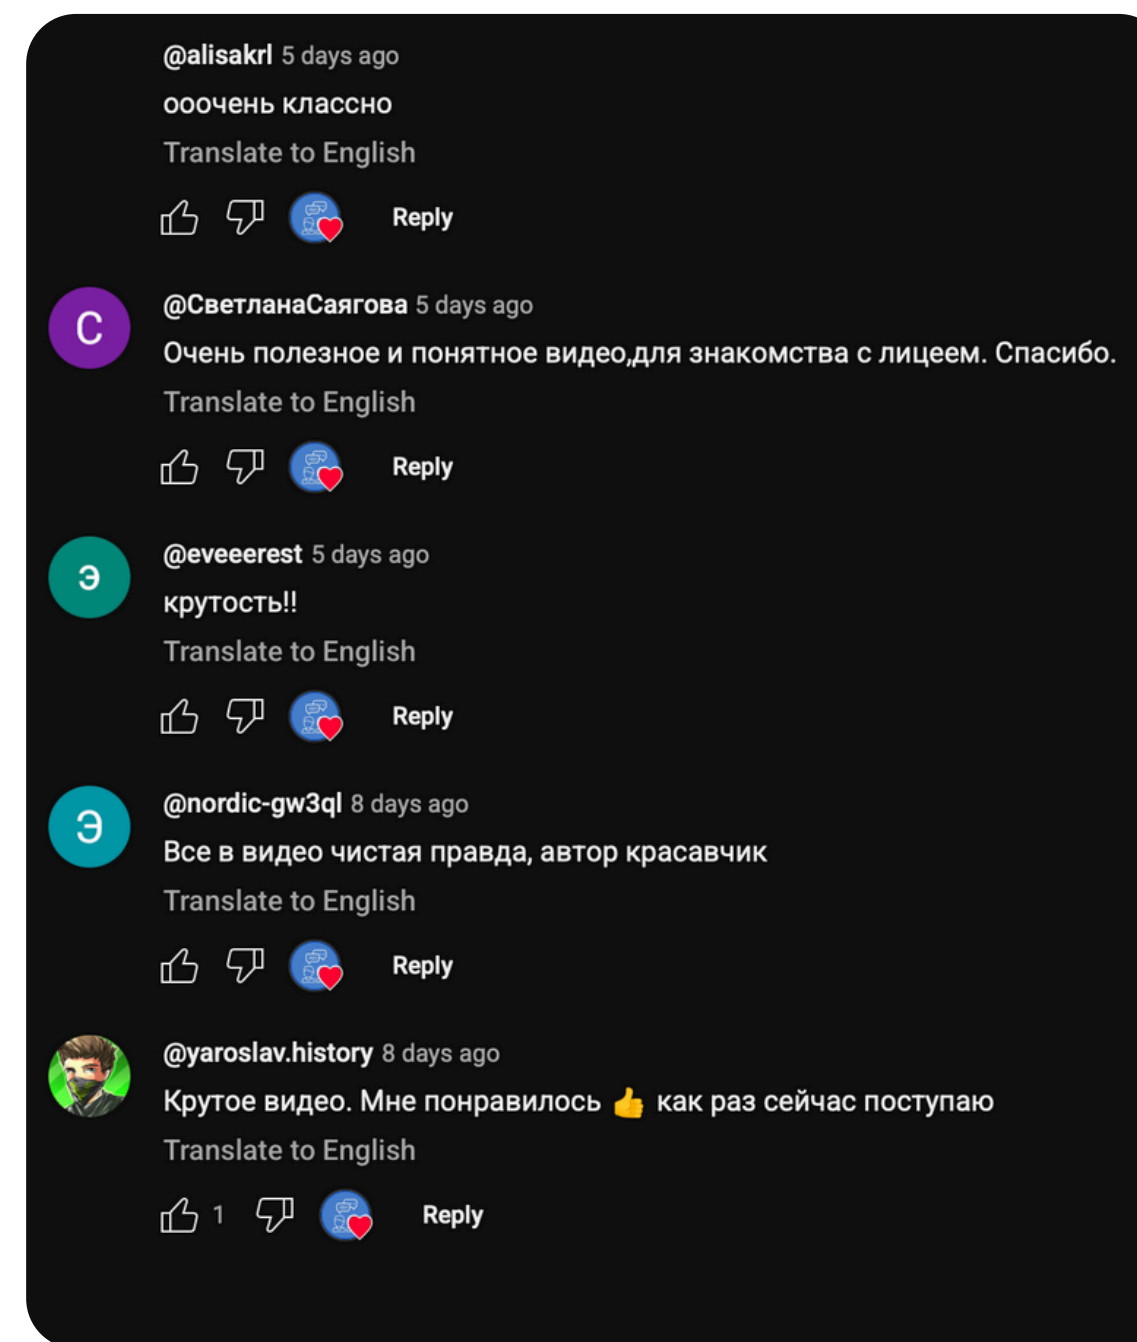 @alisakrl 5 days ago
ооочень классно
Translate to English
Reply
С
@СветланаСаягова 5 days ago
Очень полезное и понятное видео,для знакомства с лицеем. Спасибо.
Translate to English
Reply
э
@eveeerest 5 days ago
крутость!!
Translate to English
Reply
Э
@nordic-gw3ql 8 days ago
Все в видео чистая правда, автор красавчик
Translate to English
Reply
@yaroslav.history 8 days ago
Крутое видео. Мне понравилось 👍 как раз сейчас поступаю
Translate to English
1 Reply